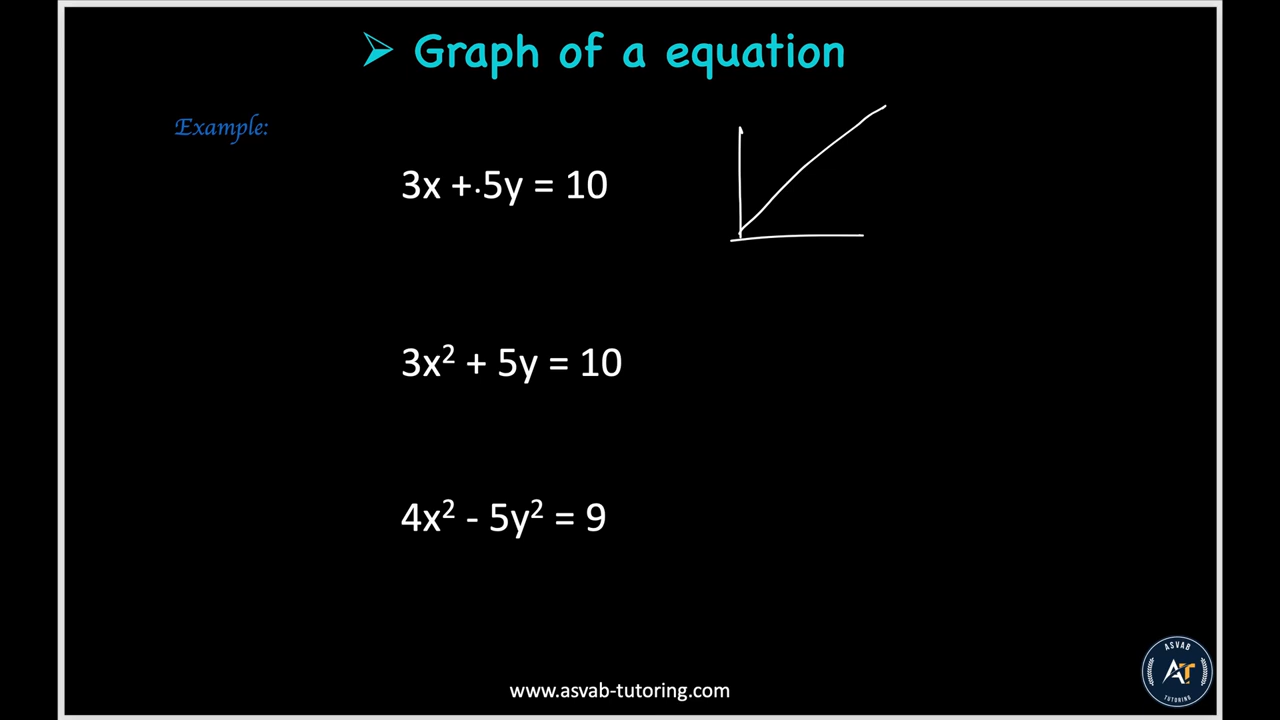 ➢ Graph of a equation
Example:
3x + 5y = 10
3x² + 5y = 10
4x² - 5y² = 9
www.asvab-tutoring.com
ASVAB
AT
TUTORING